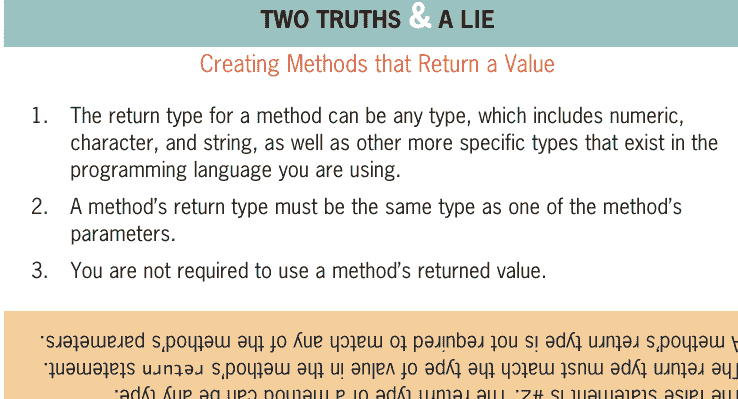 TWO TRUTHS & A LIE
Creating Methods that Return a Value
1. The return type for a method can be any type, which includes numeric,
character, and string, as well as other more specific types that exist in the
programming language you are using.
2. A method's return type must be the same type as one of the method's
parameters.
3. You are not required to use a method's returned value.
The false statement is #2. The return type of a method can be any type.
The return type must match the type of value in the method's return statement.
A method's return type is not required to match any of the method's parameters.